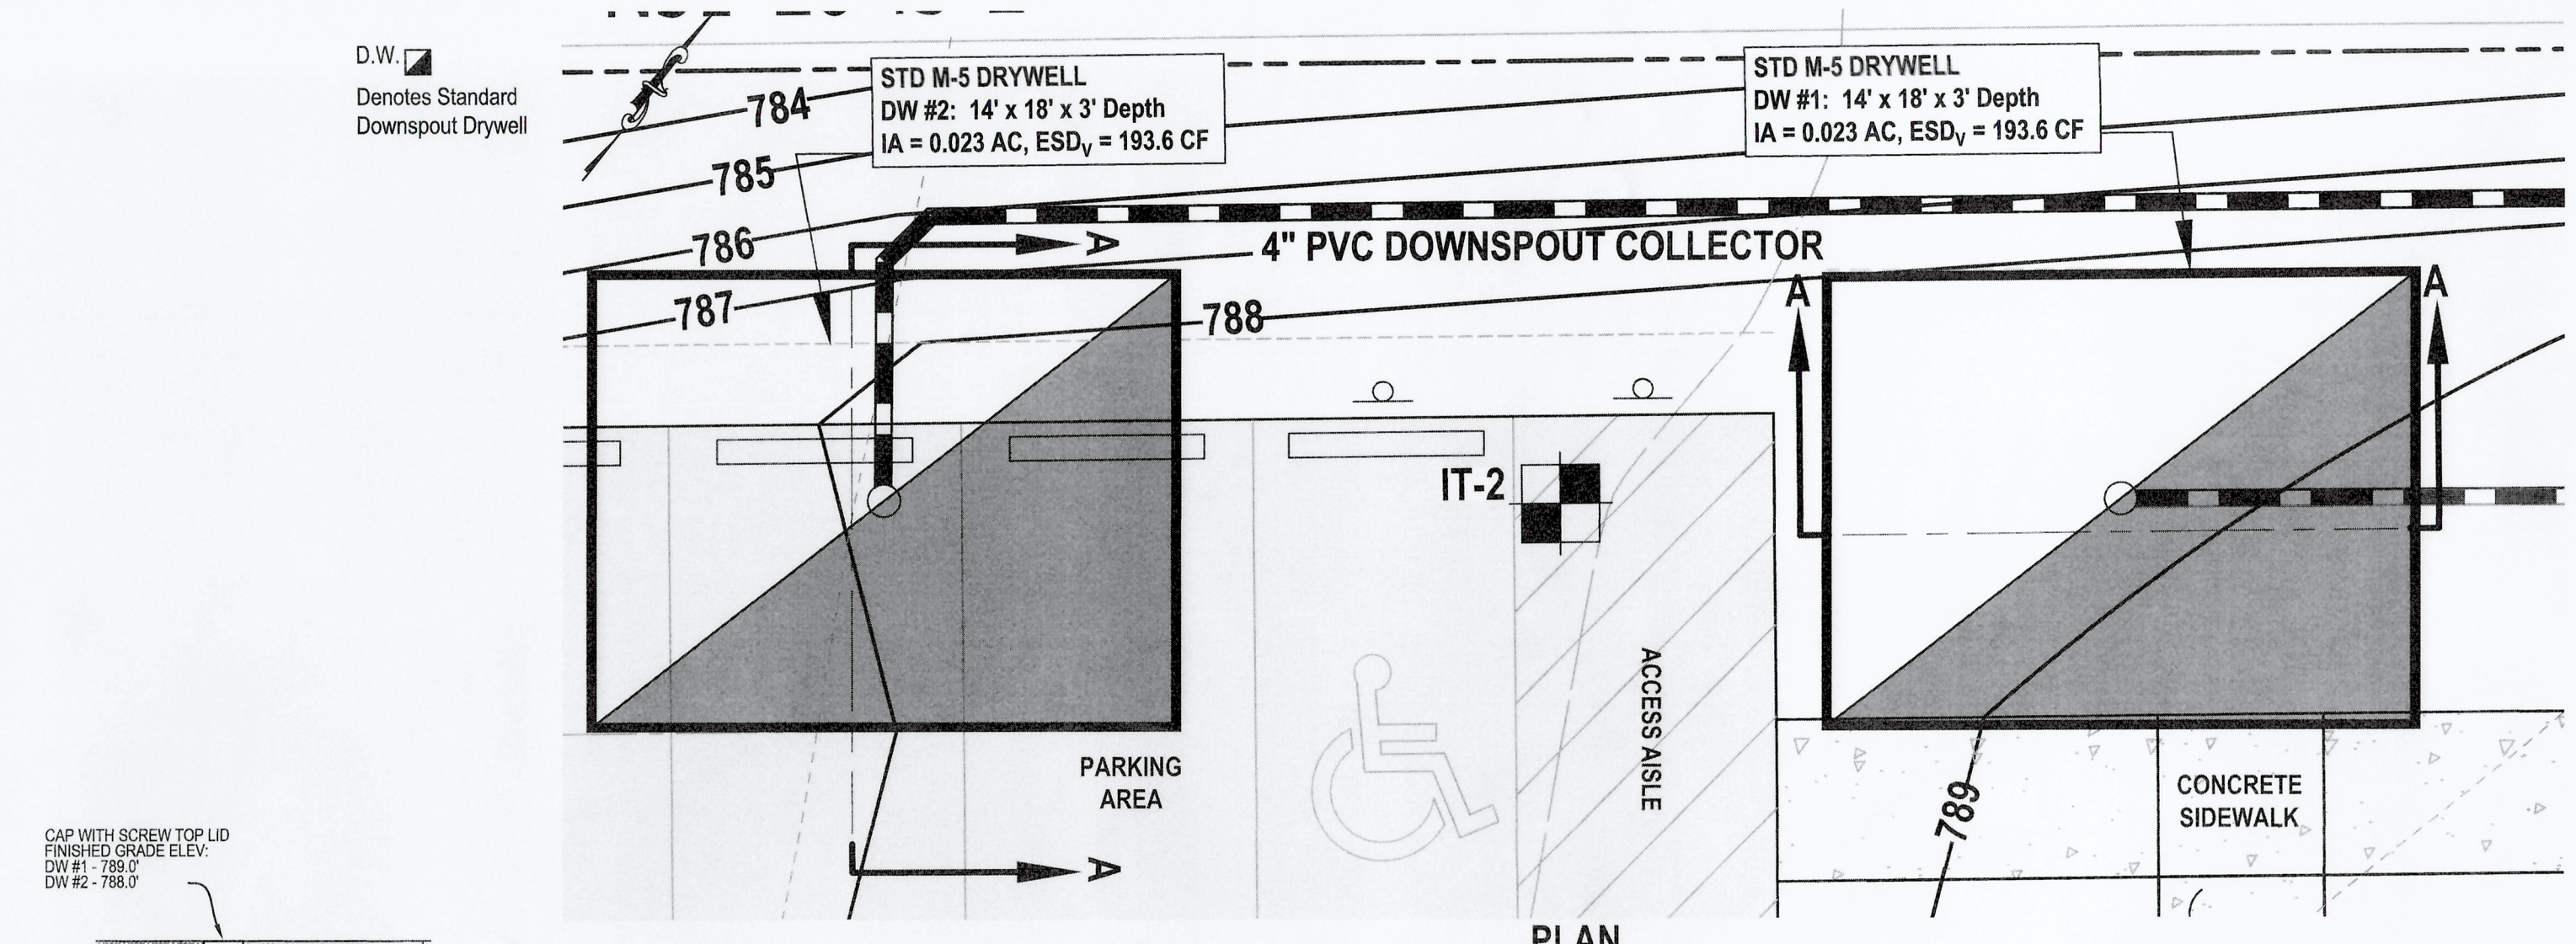 D.W.
Denotes Standard
Downspout Drywell
STD M-5 DRYWELL
DW #2: 14' x 18' x 3' Depth
IA = 0.023 AC, ESDV = 193.6 CF
STD M-5 DRYWELL
DW #1: 14' x 18' x 3' Depth
IA = 0.023 AC, ESDV = 193.6 CF
784
785
786
787
788
A
4" PVC DOWNSPOUT COLLECTOR
A
A
IT-2
ACCESS AISLE
PARKING
AREA
A
789
CONCRETE
SIDEWALK
CAP WITH SCREW TOP LID
FINISHED GRADE ELEV:
DW #1 - 789.0'
DW #2 - 788.0'
PLAN